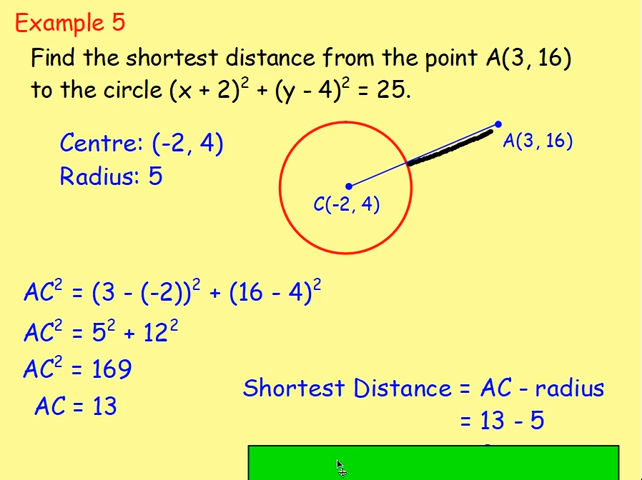 Example 5
Find the shortest distance from the point A(3, 16)
to the circle (x + 2)² + (y - 4)² = 25.
Centre: (-2, 4)
Radius: 5
A(3, 16)
C(-2, 4)
AC² = (3 - (-2))² + (16 - 4)²
AC² = 5² + 12²
AC² = 169
AC = 13
Shortest Distance = AC - radius
= 13 - 5